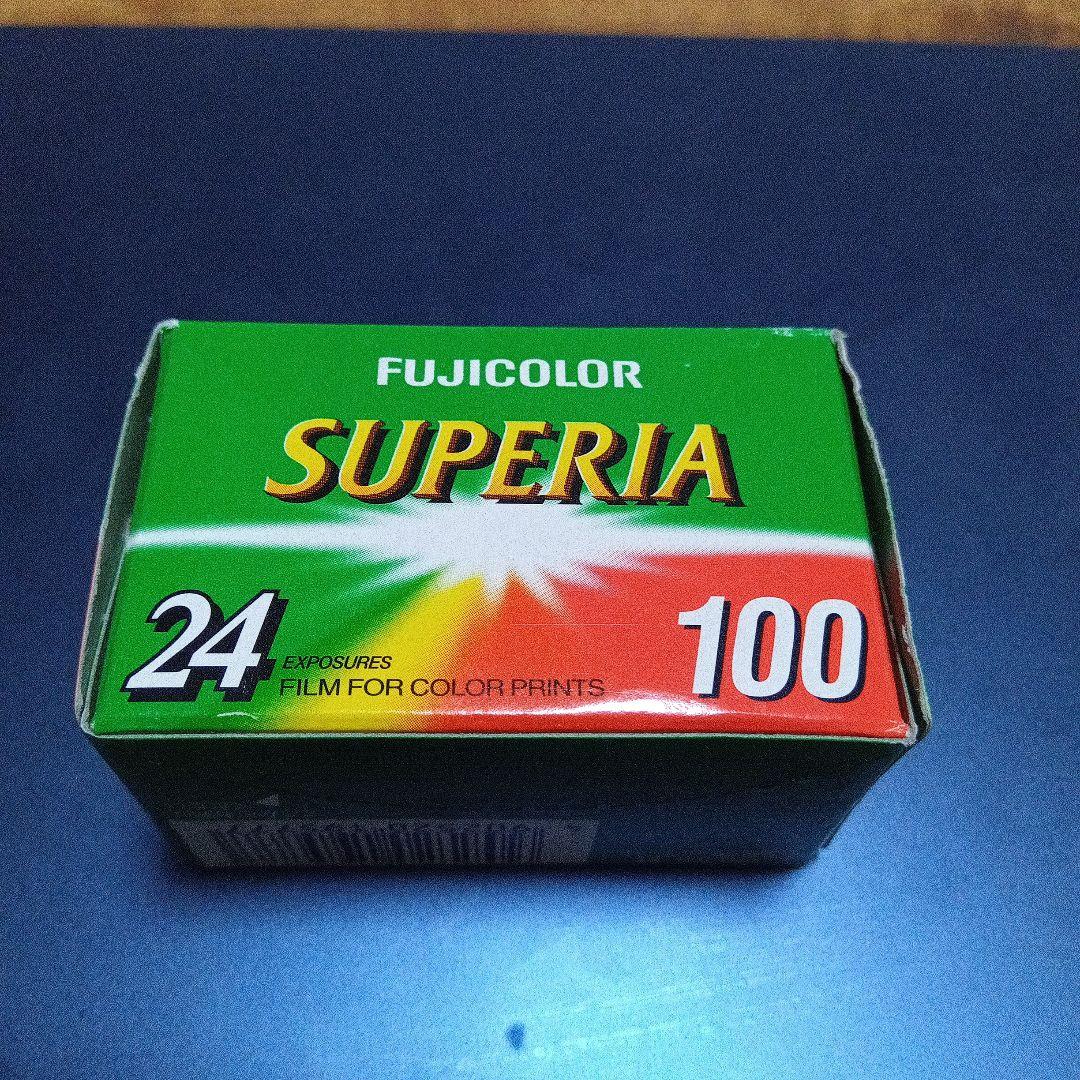 FUJICOLOR
SUPERIA
24 EXPOSURES
FILM FOR COLOR PRINTS
100